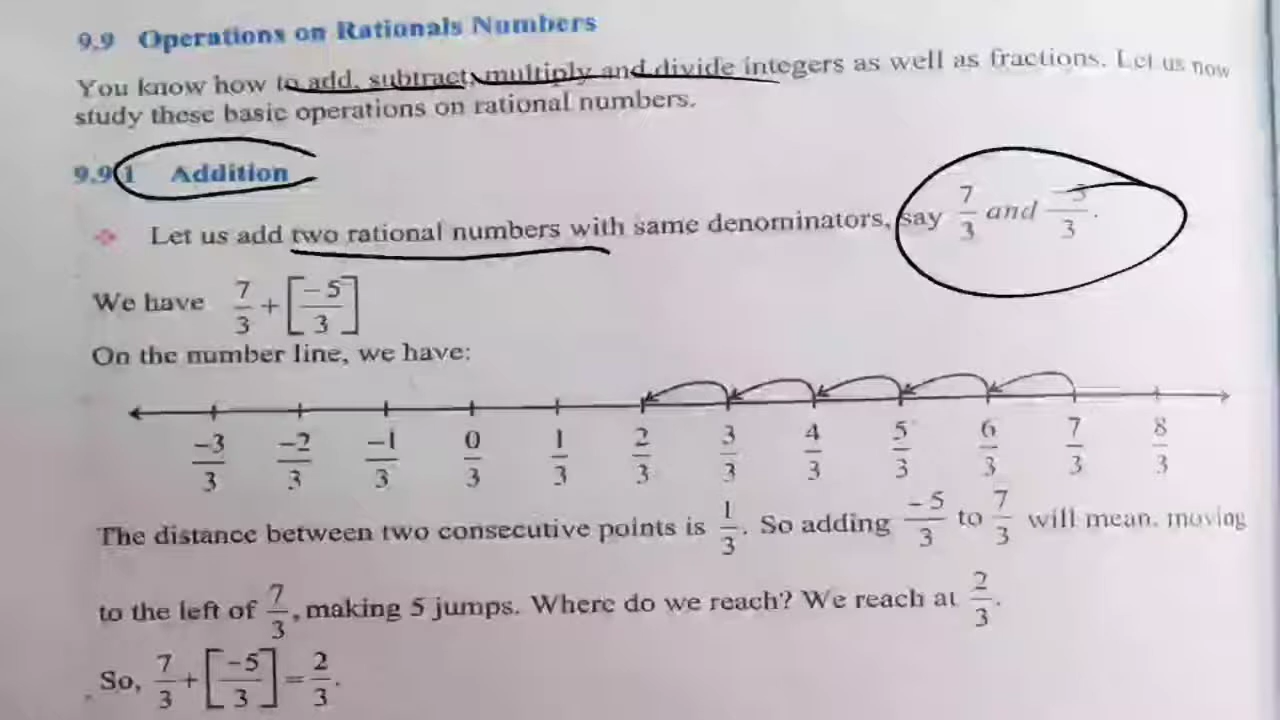 9.9 Operations on Rationals Numbers
You know how to add, subtract, multiply and divide integers as well as fractions. Let us now
study these basic operations on rational numbers.
9.9.1 Addition
❖ Let us add two rational numbers with same denominators, say 7/3 and -5/3.
We have 7/3 + [-5/3]
On the number line, we have:
-3/3 -2/3 -1/3 0/3 1/3 2/3 3/3 4/3 5/3 6/3 7/3 8/3
The distance between two consecutive points is 1/3. So adding -5/3 to 7/3 will mean. moving
to the left of 7/3, making 5 jumps. Where do we reach? We reach at 2/3.
So, 7/3 + [-5/3] = 2/3.